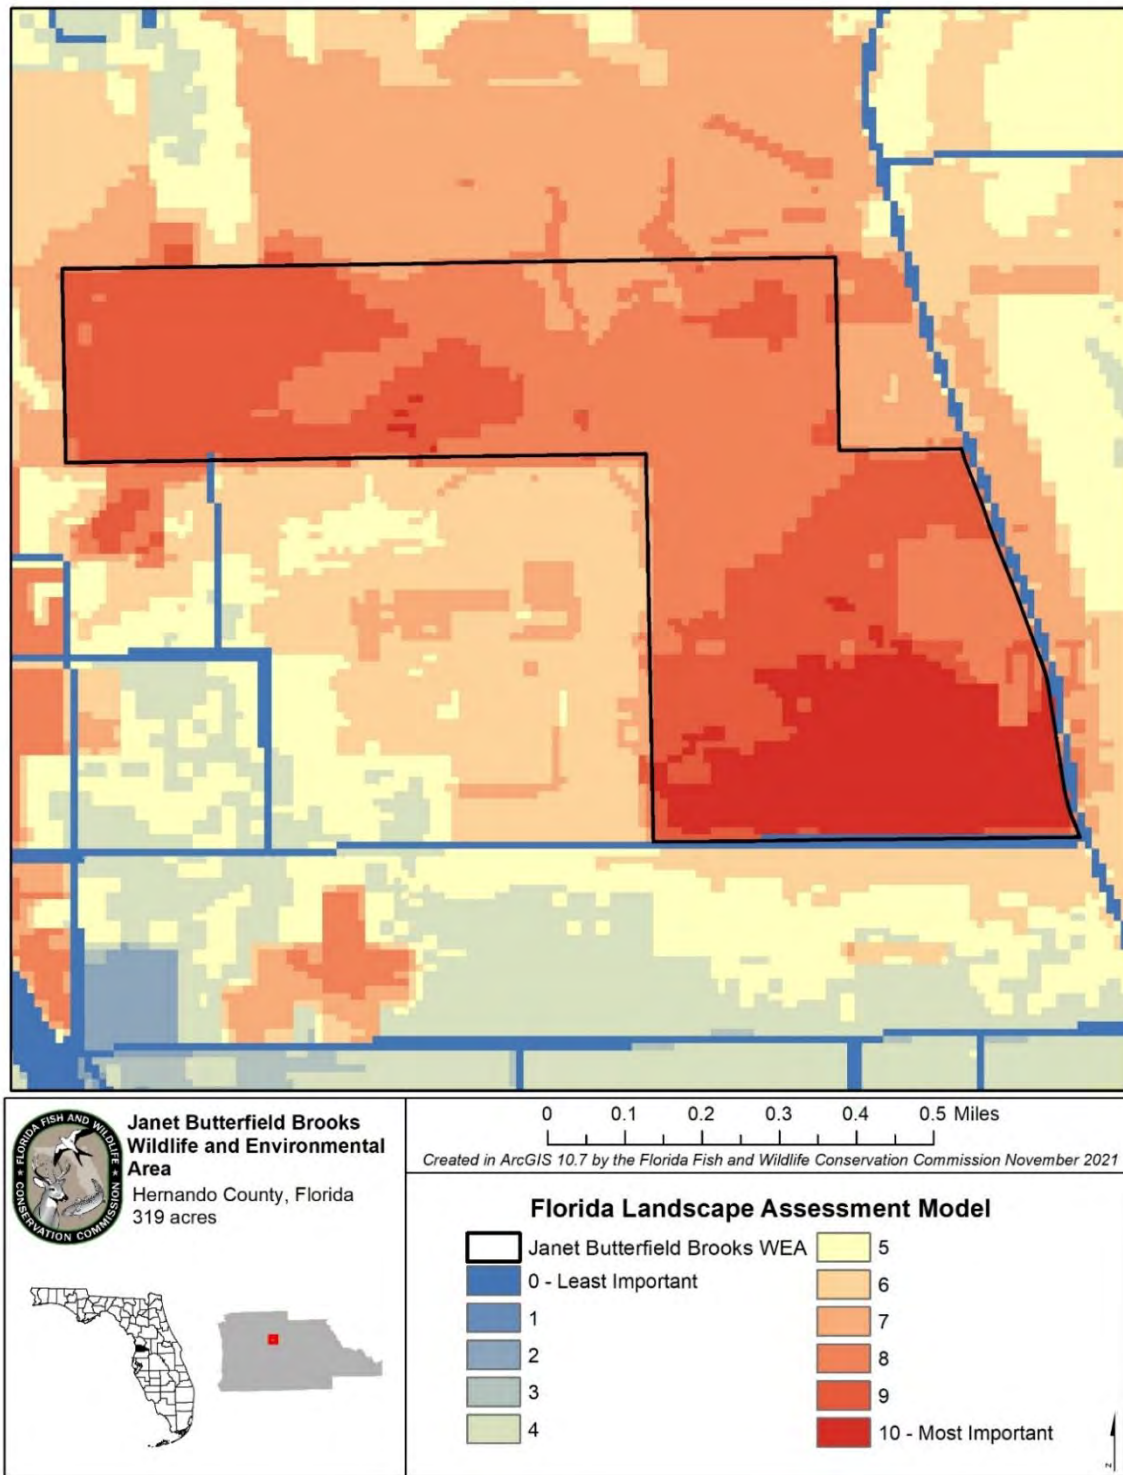 FLORIDA FISH AND WILDLIFE
CONSERVATION COMMISSION
Janet Butterfield Brooks
Wildlife and Environmental
Area
Hernando County, Florida
319 acres
0 0.1 0.2 0.3 0.4 0.5 Miles
Created in ArcGIS 10.7 by the Florida Fish and Wildlife Conservation Commission November 2021
Florida Landscape Assessment Model
Janet Butterfield Brooks WEA
0 - Least Important
1
2
3
4
5
6
7
8
9
10 - Most Important
N